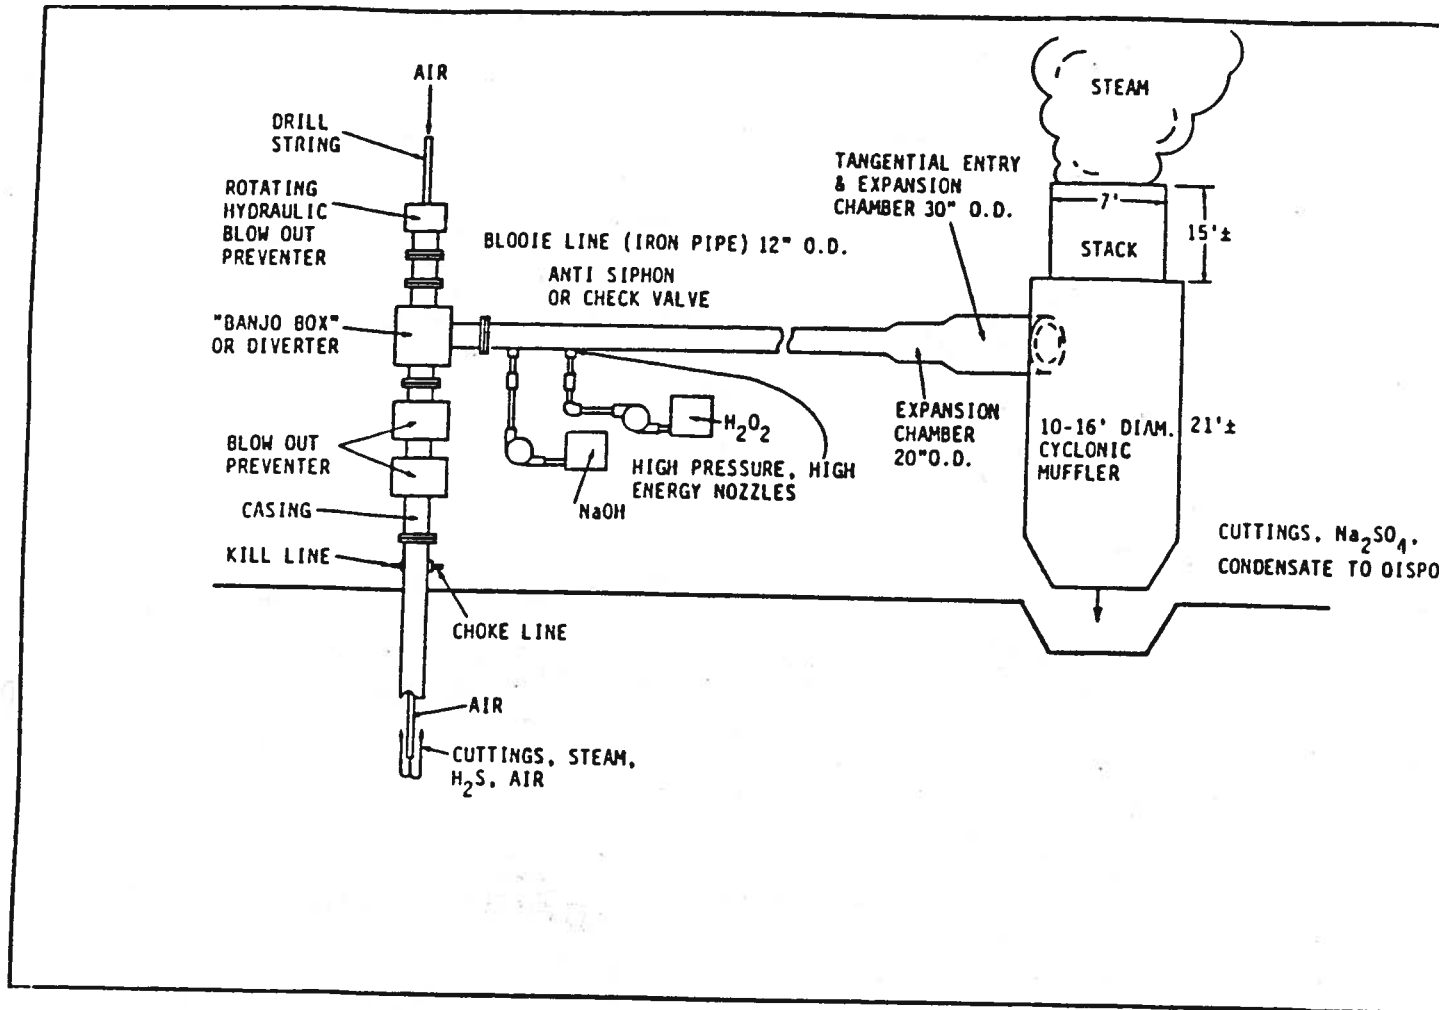 AIR
DRILL
STRING
ROTATING
HYDRAULIC
BLOW OUT
PREVENTER
"BANJO BOX"
OR DIVERTER
BLOW OUT
PREVENTER
CASING
KILL LINE
CHOKE LINE
AIR
CUTTINGS, STEAM,
H₂S, AIR
BLOOIE LINE (IRON PIPE) 12" O.D.
ANTI SIPHON
OR CHECK VALVE
H₂O₂
NaOH
HIGH PRESSURE, HIGH
ENERGY NOZZLES
TANGENTIAL ENTRY
& EXPANSION
CHAMBER 30" O.D.
EXPANSION
CHAMBER
20"O.D.
STEAM
7'
STACK
15'±
10-16' DIAM.
CYCLONIC
MUFFLER
21'±
CUTTINGS, Na₂SO₄,
CONDENSATE TO DISPO